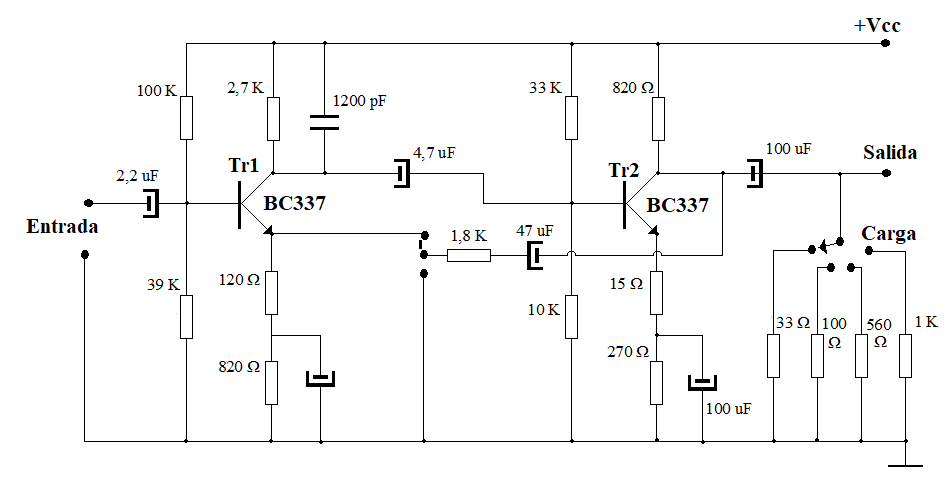 +Vcc
100 K
2,7 K
1200 pF
33 K
820 Ω
Tr1
4,7 uF
Tr2
100 uF
Salida
2,2 uF
BC337
BC337
Entrada
1,8 K
47 uF
Carga
39 K
120 Ω
10 K
15 Ω
33 Ω
100
Ω
560
Ω
1 K
820 Ω
270 Ω
100 uF